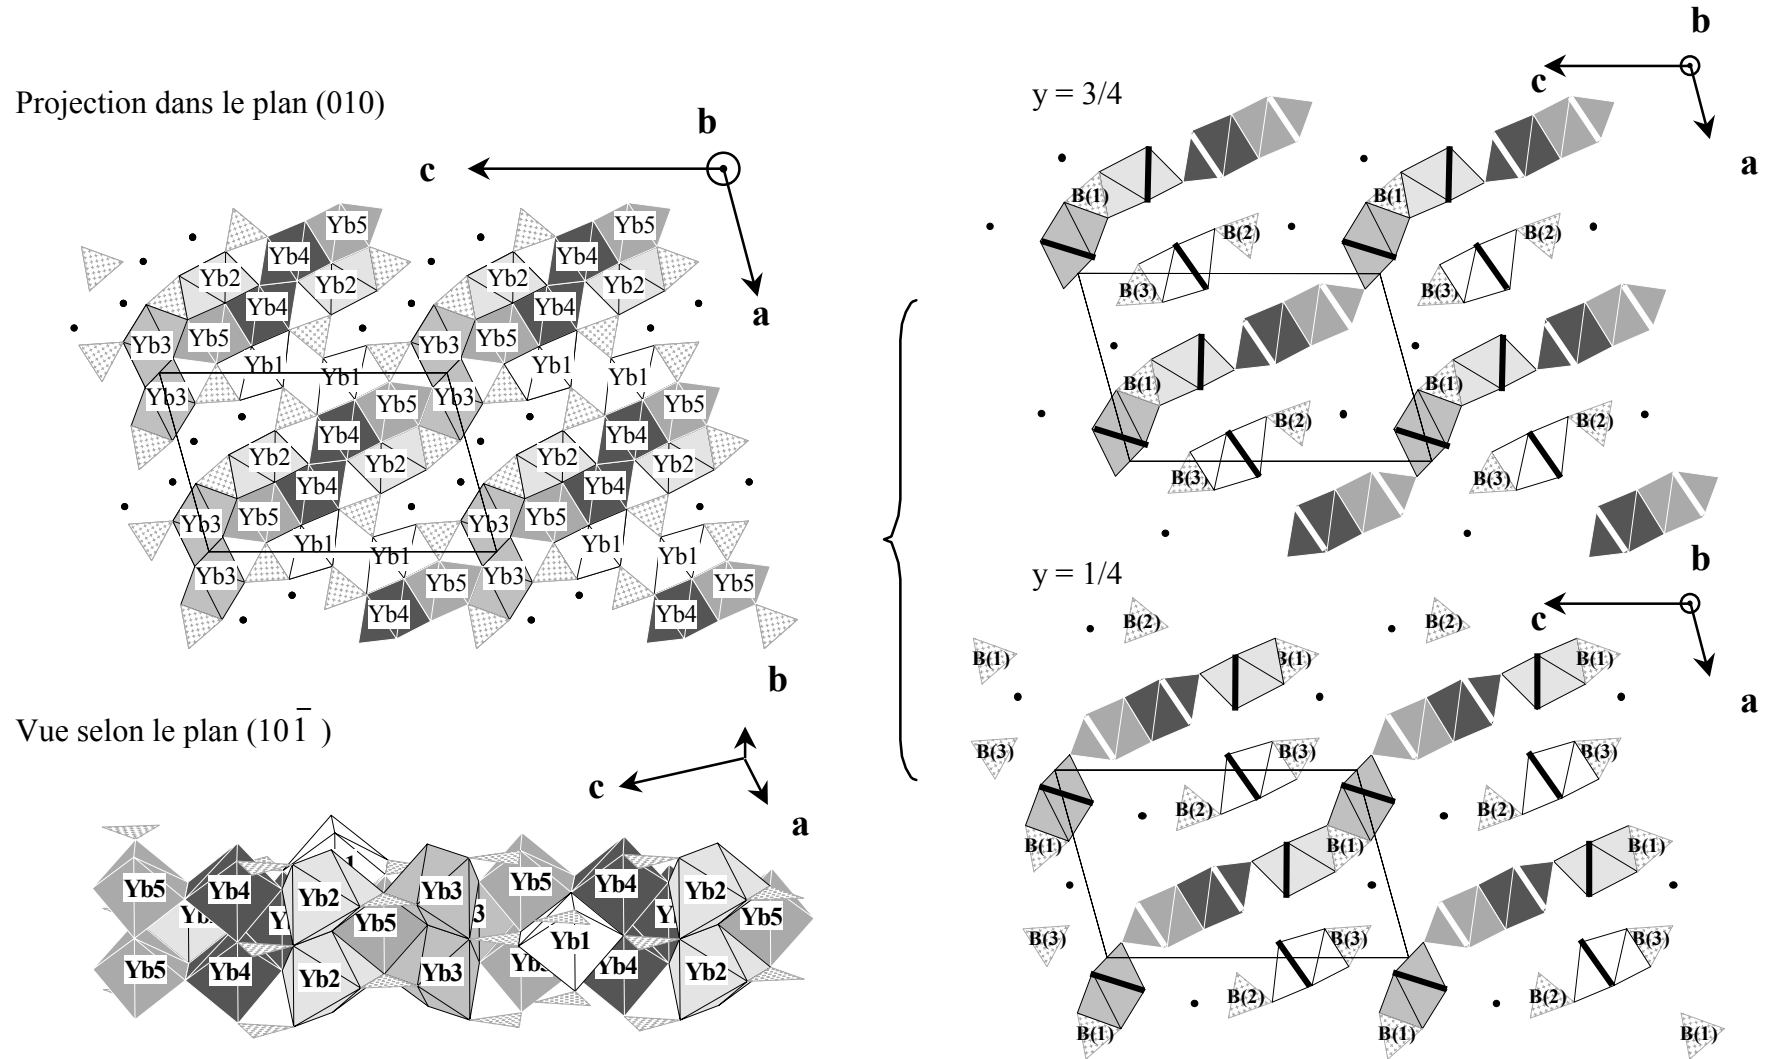 b
y = 3/4
c
Projection dans le plan (010)
b
a
c
B(1)
B(1)
Yb5
Yb5
B(2)
B(2)
Yb4
Yb4
Yb2
Yb2
Yb2
Yb2
B(3)
B(3)
Yb4
Yb4
a
Yb3
Yb5
Yb3
Yb5
Yb1
Yb1
Yb1
B(1)
B(1)
Yb3
Yb5
Yb3
Yb5
Yb4
Yb4
B(2)
B(2)
Yb2
Yb2
Yb2
B(3)
B(3)
Yb4
Yb4
Yb3
Yb5
Yb3
Yb5
Yb1
Yb1
Yb1
Yb1
b
Yb3
Yb5
Yb3
Yb5
y = 1/4
Yb4
Yb4
c
B(2)
B(2)
B(1)
B(1)
B(1)
b
a
Vue selon le plan (10 1̅ )
B(3)
B(3)
B(3)
c
B(2)
B(2)
a
B(1)
B(1)
B(1)
Yb5
Yb4
Yb2
Yb3
Yb5
Yb4
Yb2
Yb5
Yb5
Yb1
B(3)
B(3)
B(3)
Yb5
Yb4
Yb2
Yb3
Yb4
Yb2
B(2)
B(2)
B(1)
B(1)
B(1)